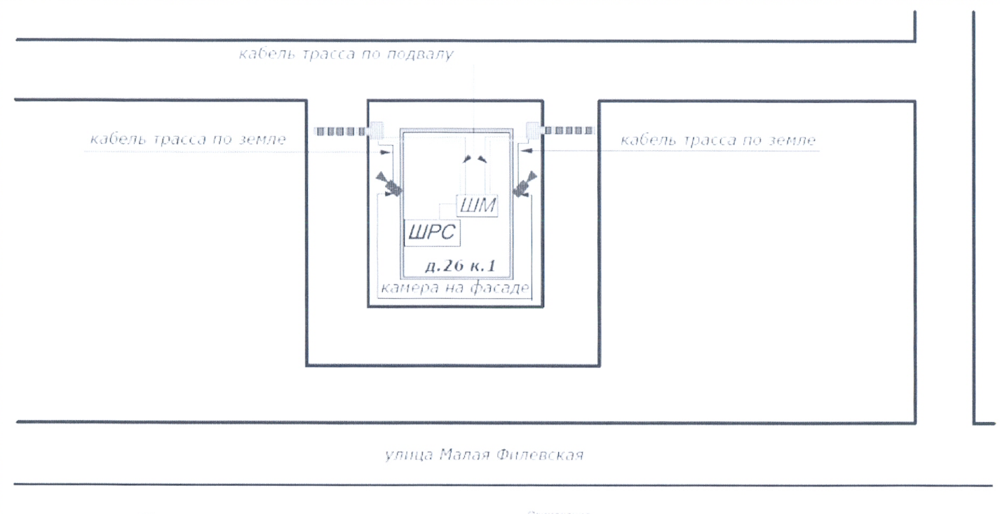 кабель трасса по подвалу
кабель трасса по земле
кабель трасса по земле
ШМ
ШРС
д.26 к.1
камера на фасаде
улица Малая Филевская